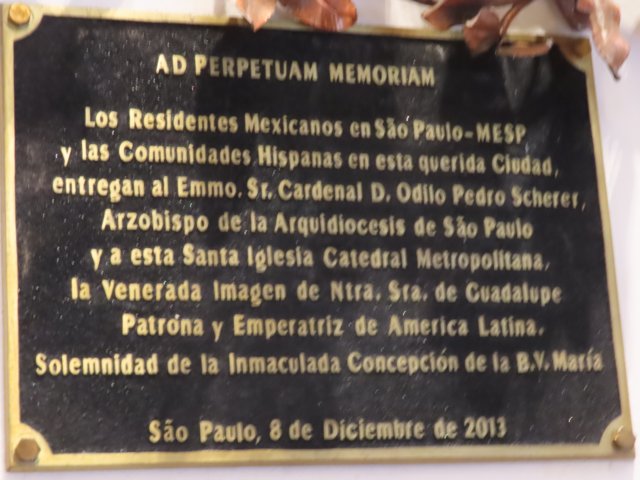 AD PERPETUAM MEMORIAM
Los Residentes Mexicanos en São Paulo-MESP
y las Comunidades Hispanas en esta querida Ciudad,
entregan al Emmo. Sr. Cardenal D. Odilo Pedro Scherer,
Arzobispo de la Arquidiocesis de São Paulo
y a esta Santa Iglesia Catedral Metropolitana,
la Venerada Imagen de Ntra. Sra. de Guadalupe
Patrona y Emperatriz de America Latina.
Solemnidad de la Inmaculada Concepción de la B.V. María
São Paulo, 8 de Diciembre de 2013